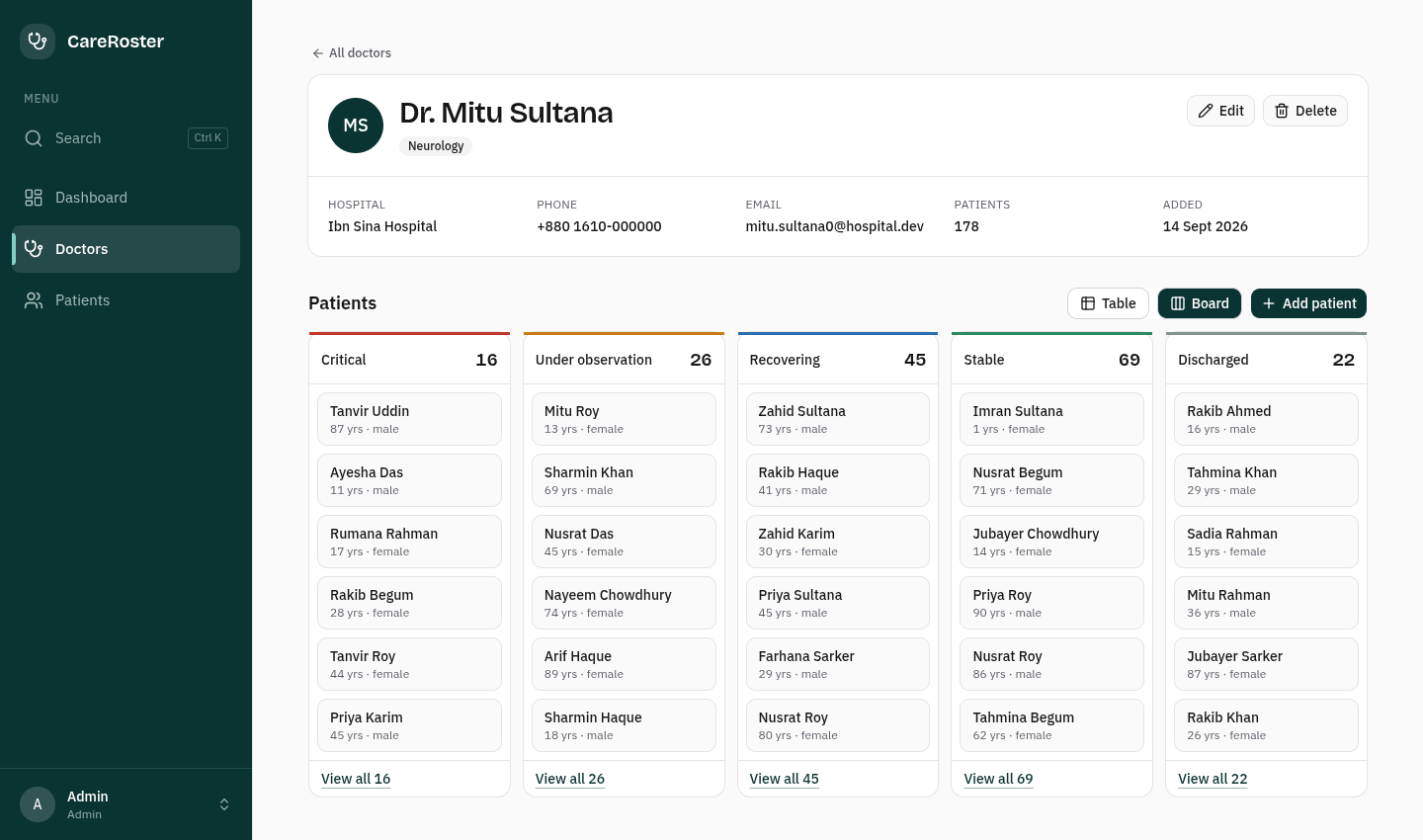 CareRoster
MENU
Search Ctrl K
Dashboard
Doctors
Patients
A Admin
Admin
All doctors
MS Dr. Mitu Sultana
Neurology
Edit Delete
HOSPITAL PHONE EMAIL PATIENTS ADDED
Ibn Sina Hospital +880 1610-000000 mitu.sultana0@hospital.dev 178 14 Sept 2026
Patients Table Board Add patient
Critical 16
Tanvir Uddin
87 yrs · male
Ayesha Das
11 yrs · male
Rumana Rahman
17 yrs · female
Rakib Begum
28 yrs · female
Tanvir Roy
44 yrs · female
Priya Karim
45 yrs · male
View all 16
Under observation 26
Mitu Roy
13 yrs · female
Sharmin Khan
69 yrs · male
Nusrat Das
45 yrs · female
Nayeem Chowdhury
74 yrs · female
Arif Haque
89 yrs · female
Sharmin Haque
18 yrs · male
View all 26
Recovering 45
Zahid Sultana
73 yrs · male
Rakib Haque
41 yrs · male
Zahid Karim
30 yrs · female
Priya Sultana
45 yrs · male
Farhana Sarker
29 yrs · male
Nusrat Roy
80 yrs · female
View all 45
Stable 69
Imran Sultana
1 yrs · female
Nusrat Begum
71 yrs · female
Jubayer Chowdhury
14 yrs · female
Priya Roy
90 yrs · male
Nusrat Roy
86 yrs · male
Tahmina Begum
62 yrs · female
View all 69
Discharged 22
Rakib Ahmed
16 yrs · male
Tahmina Khan
29 yrs · male
Sadia Rahman
15 yrs · female
Mitu Rahman
36 yrs · male
Jubayer Sarker
87 yrs · female
Rakib Khan
26 yrs · female
View all 22